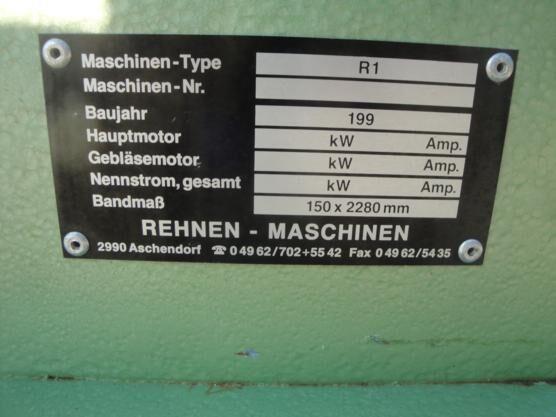 Maschinen-Type R1
Maschinen-Nr.
Baujahr 199
Hauptmotor kW Amp.
Gebläsemotor kW Amp.
Nennstrom, gesamt kW Amp.
Bandmaß 150 x 2280 mm
REHNEN - MASCHINEN
2990 Aschendorf ☎ 0 49 62/702+55 42 Fax 0 49 62/54 35